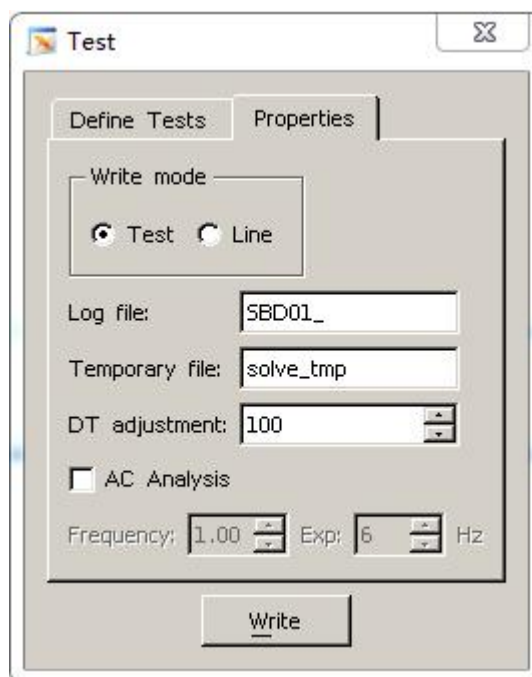 Test
Define Tests Properties
Write mode
Test Line
Log file: SBD01_
Temporary file: solve_tmp
DT adjustment: 100
AC Analysis
Frequency: 1.00 Exp: 6 Hz
Write